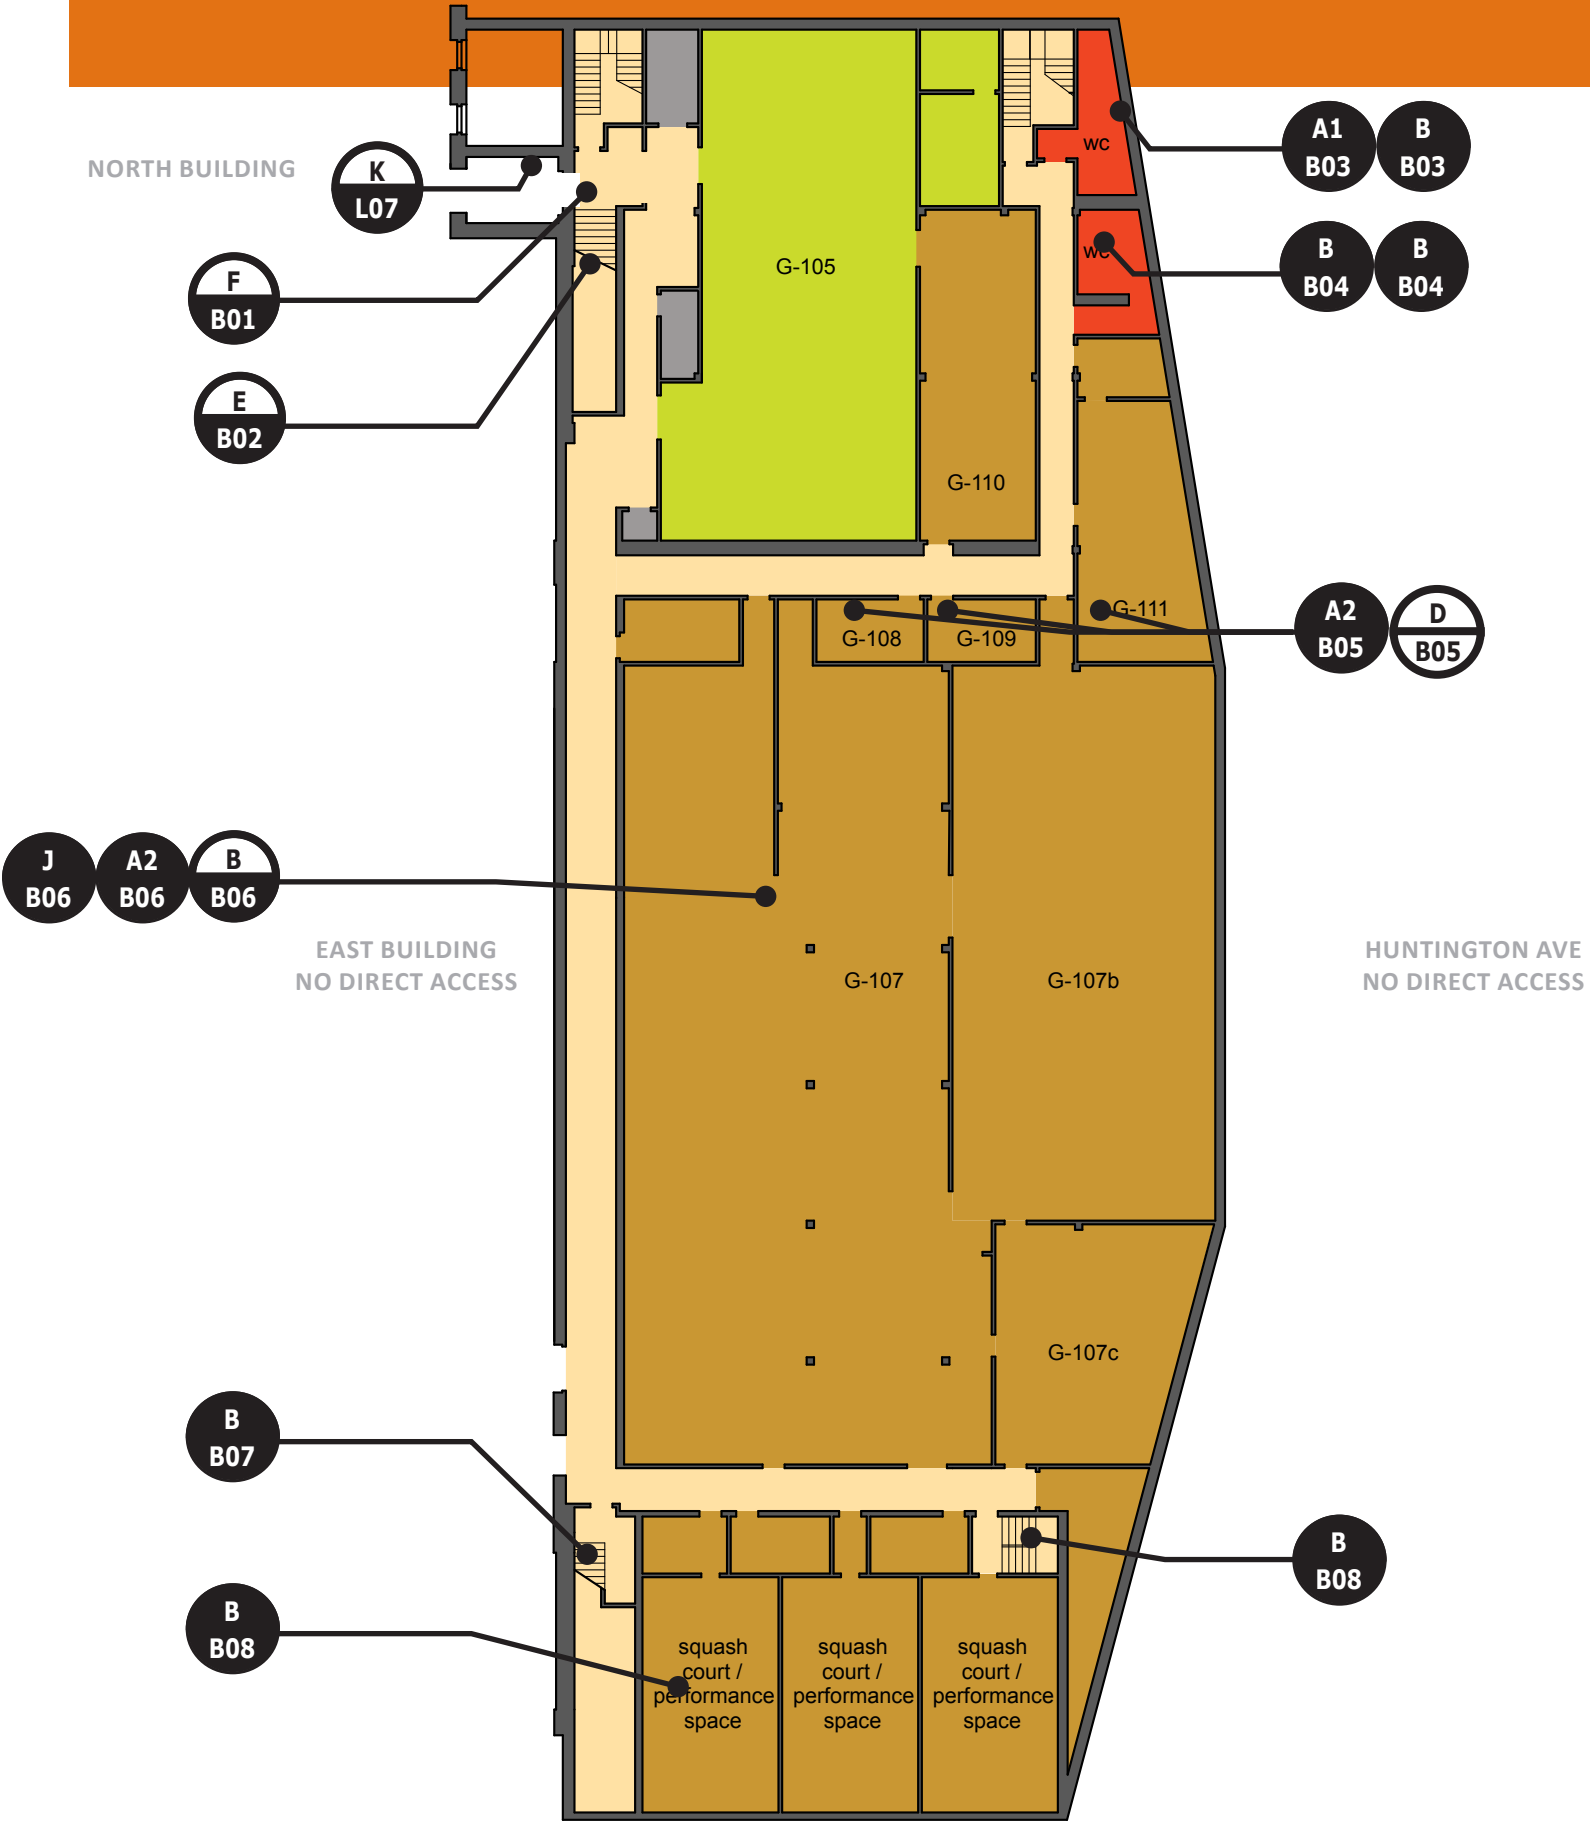 A1
B03
B
B03
wc
NORTH BUILDING
K
L07
wc
B
B04
B
B04
G-105
F
B01
E
B02
G-110
G-111
A2
B05
D
B05
G-108
G-109
J
B06
A2
B06
B
B06
EAST BUILDING
NO DIRECT ACCESS
HUNTINGTON AVE
NO DIRECT ACCESS
G-107
G-107b
G-107c
B
B07
B
B08
B
B08
squash
court /
performance
space
squash
court /
performance
space
squash
court /
performance
space